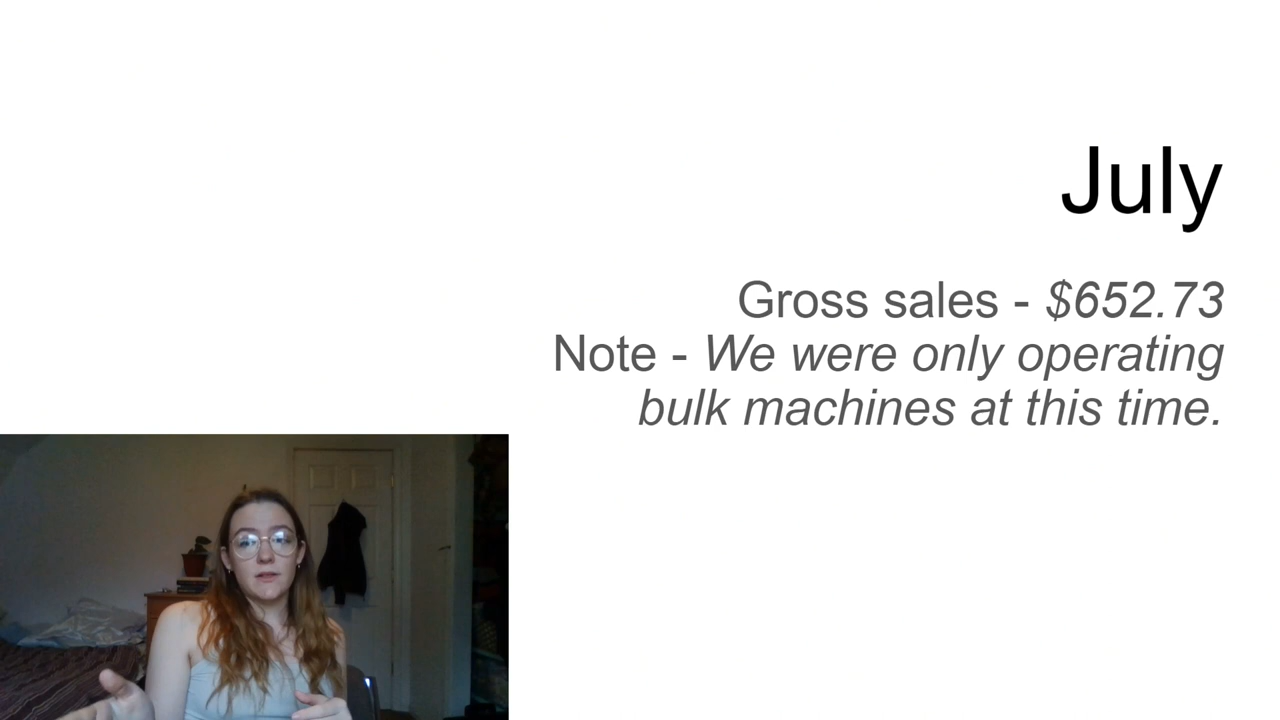 July
Gross sales - $652.73
Note - We were only operating
bulk machines at this time.